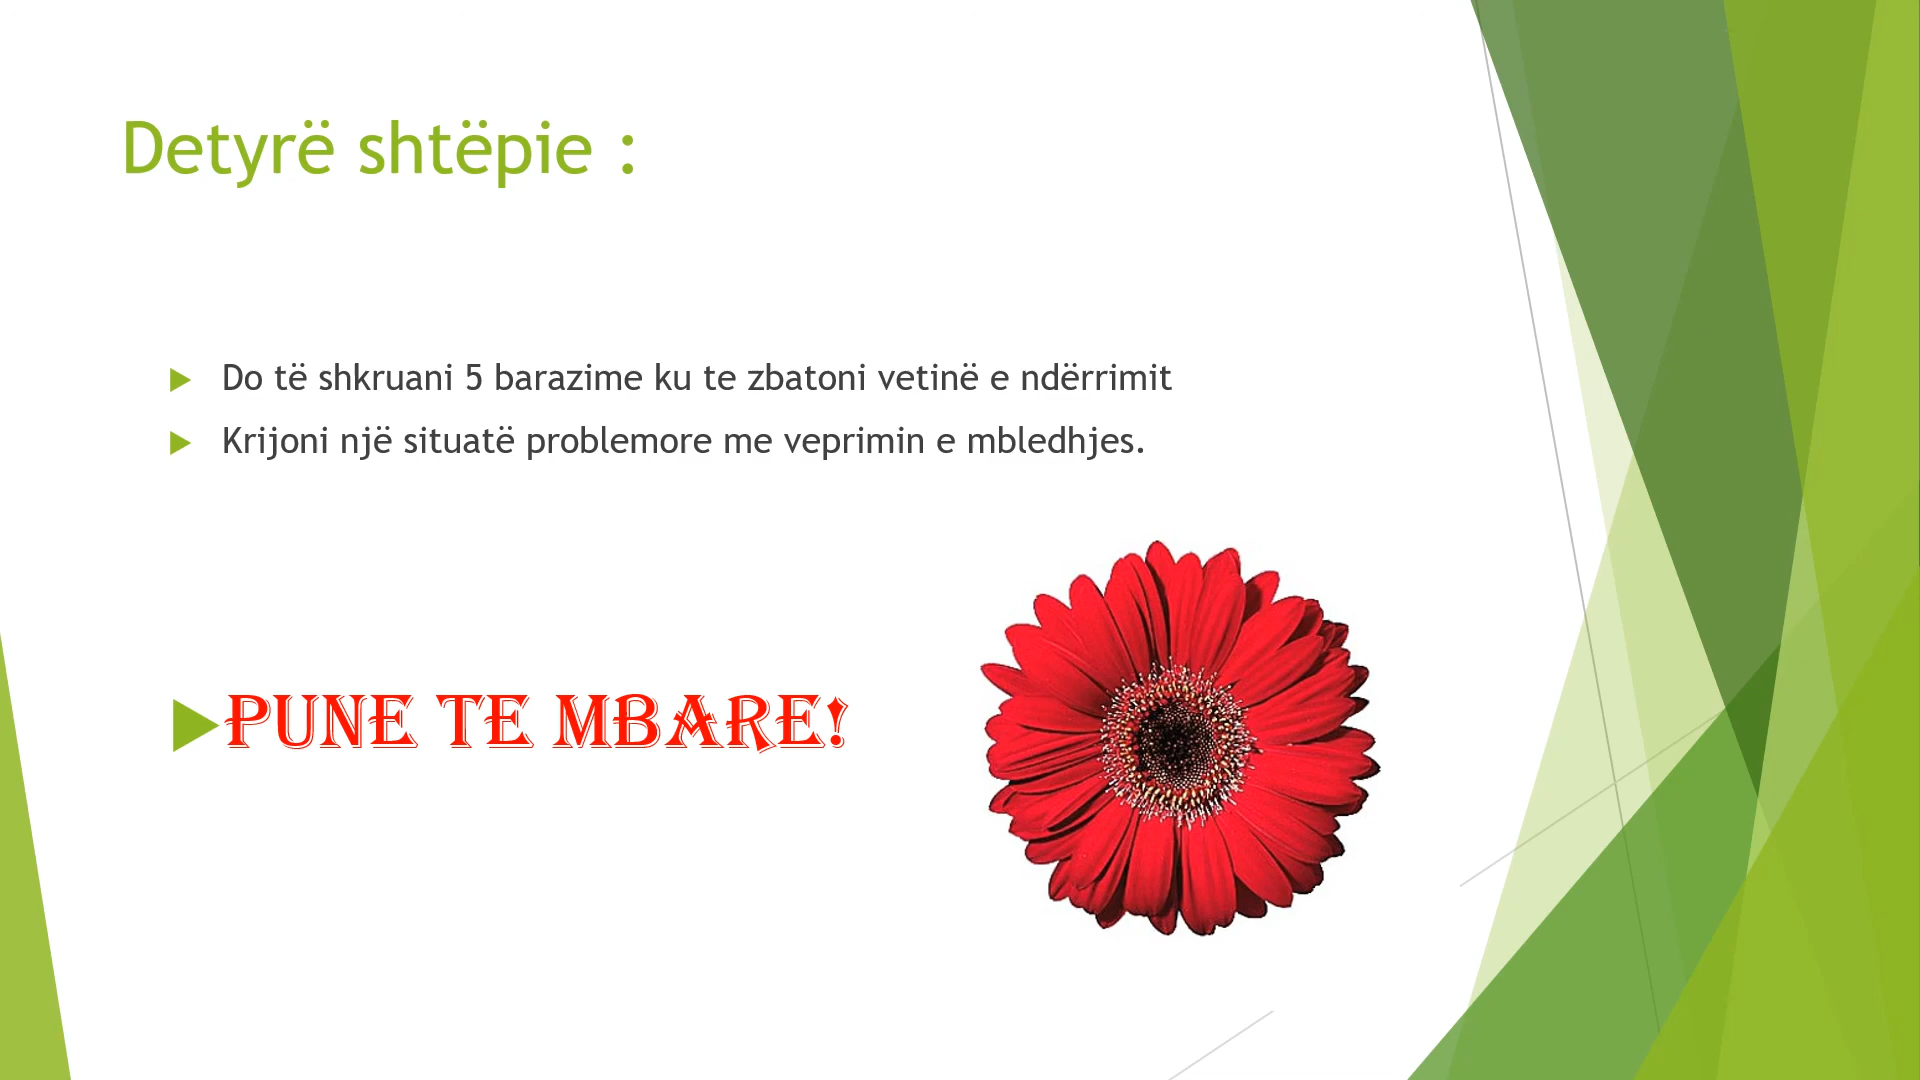 Detyrë shtëpie :
Do të shkruani 5 barazime ku te zbatoni vetinë e ndërrimit
Krijoni një situatë problemore me veprimin e mbledhjes.
PUNE TE MBARE!